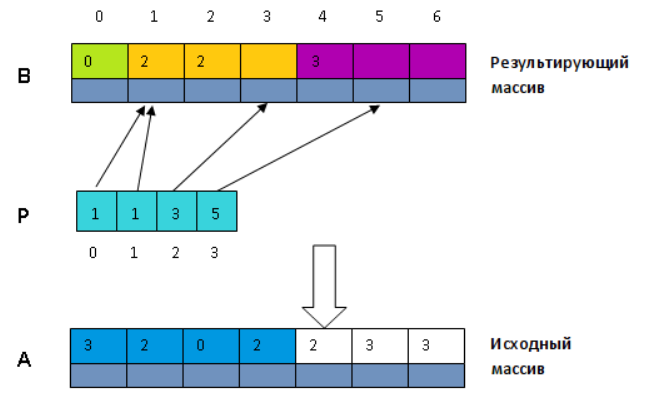 0 1 2 3 4 5 6
B 0 2 2 3 Результирующий
массив
P 1 1 3 5
0 1 2 3
A 3 2 0 2 2 3 3 Исходный
массив